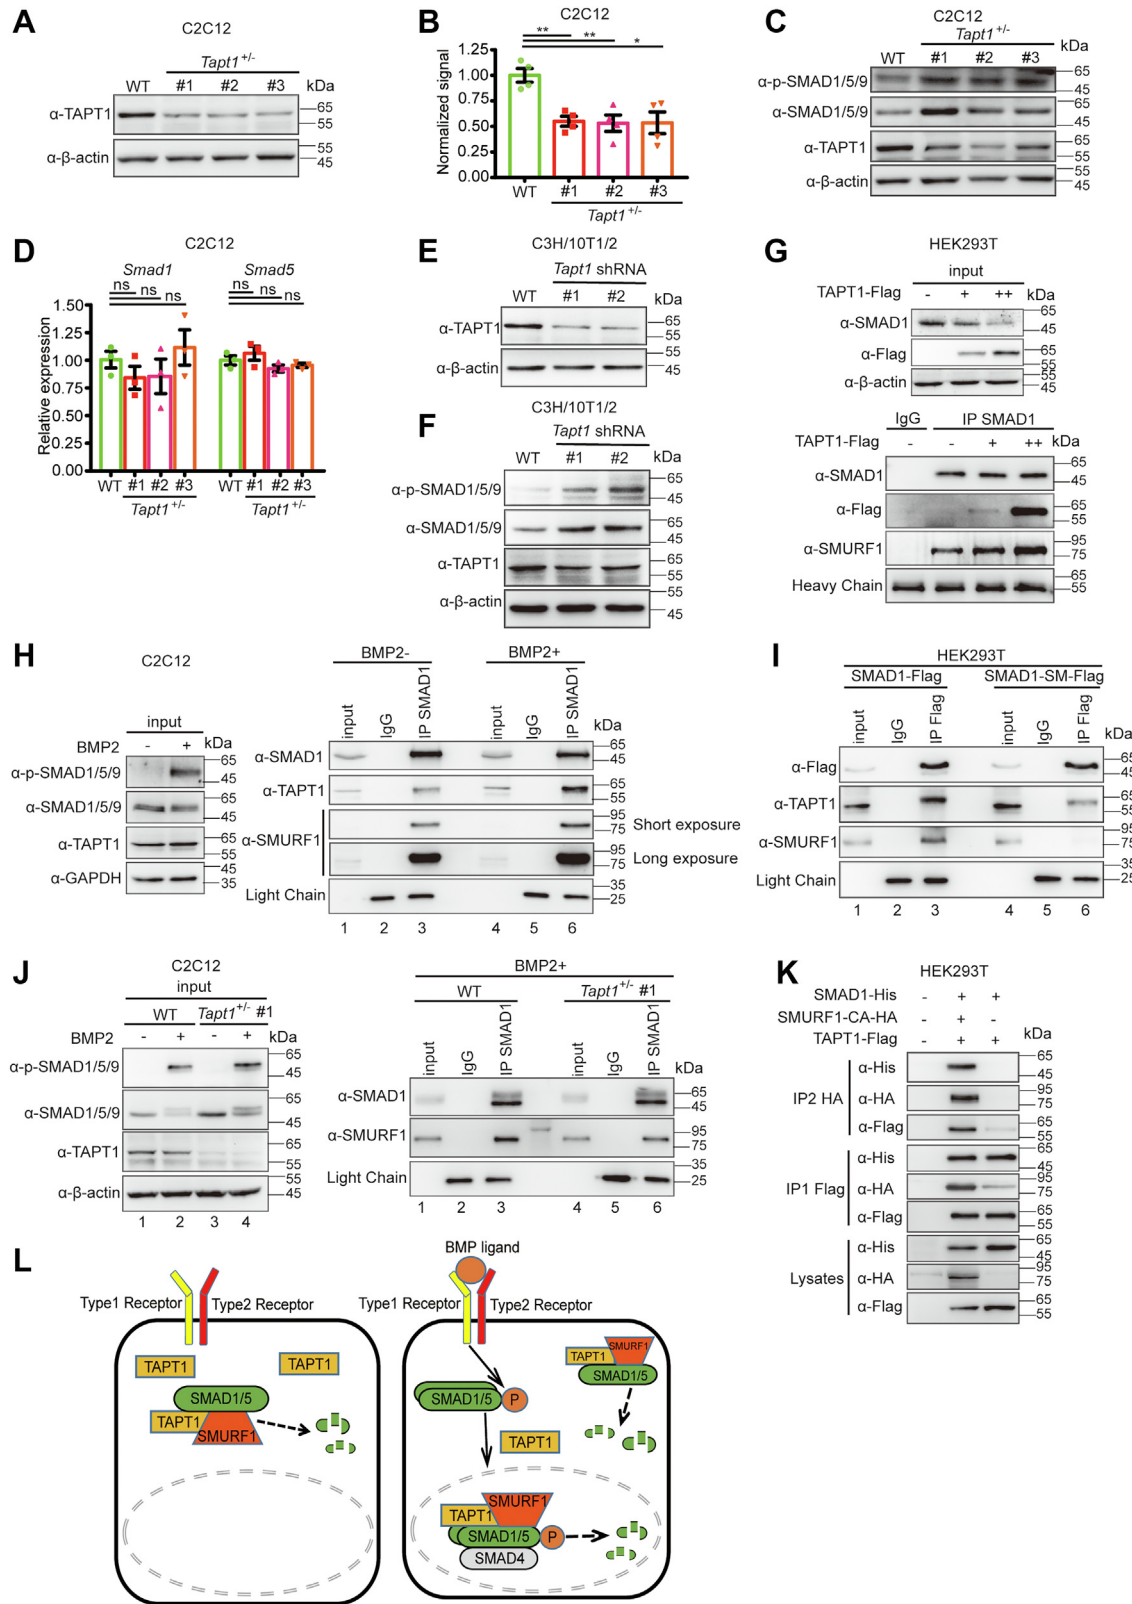 A
C2C12
Tapt1+/-
WT #1 #2 #3 kDa
α-TAPT1
65
55
α-β-actin
55
45
B
C2C12
** ** *
Normalized signal
1.25
1.00
0.75
0.50
0.25
0.00
WT #1 #2 #3
Tapt1+/-
C
C2C12
Tapt1+/-
WT #1 #2 #3 kDa
α-p-SMAD1/5/9
65
45
α-SMAD1/5/9
65
45
α-TAPT1
65
55
α-β-actin
55
45
D
C2C12
Smad1 Smad5
ns ns ns ns ns ns
Relative expression
1.50
1.25
1.00
0.75
0.50
0.25
0.00
WT #1 #2 #3 WT #1 #2 #3
Tapt1+/- Tapt1+/-
E
C3H/10T1/2
Tapt1 shRNA
WT #1 #2 kDa
α-TAPT1
65
55
α-β-actin
55
45
F
C3H/10T1/2
Tapt1 shRNA
WT #1 #2 kDa
α-p-SMAD1/5/9
65
45
α-SMAD1/5/9
65
45
α-TAPT1
65
55
α-β-actin
55
45
G
HEK293T
input
TAPT1-Flag - + ++ kDa
α-SMAD1
65
45
α-Flag
65
55
α-β-actin
55
45
IgG IP SMAD1
TAPT1-Flag - - + ++ kDa
α-SMAD1
65
45
α-Flag
65
55
α-SMURF1
95
75
Heavy Chain
65
55
H
C2C12
input
BMP2 - + kDa
α-p-SMAD1/5/9
65
45
α-SMAD1/5/9
65
45
α-TAPT1
65
55
α-GAPDH
45
35
BMP2- BMP2+
input IgG IP SMAD1 input IgG IP SMAD1 kDa
α-SMAD1
65
45
α-TAPT1
65
55
α-SMURF1
95
75
Short exposure
95
75
Long exposure
Light Chain
35
25
1 2 3 4 5 6
I
HEK293T
SMAD1-Flag SMAD1-SM-Flag
input IgG IP Flag input IgG IP Flag kDa
α-Flag
65
45
α-TAPT1
65
55
α-SMURF1
95
75
Light Chain
35
25
1 2 3 4 5 6
J
C2C12
input
WT Tapt1+/- #1
BMP2 - + - + kDa
α-p-SMAD1/5/9
65
45
α-SMAD1/5/9
65
45
α-TAPT1
65
55
α-β-actin
55
45
1 2 3 4
BMP2+
WT Tapt1+/- #1
input IgG IP SMAD1 input IgG IP SMAD1 kDa
α-SMAD1
65
45
α-SMURF1
95
75
Light Chain
35
25
1 2 3 4 5 6
K
HEK293T
SMAD1-His - + +
SMURF1-CA-HA - + -
TAPT1-Flag - + + kDa
IP2 HA
α-His
65
45
α-HA
95
75
α-Flag
65
55
IP1 Flag
α-His
65
45
α-HA
95
75
α-Flag
65
55
Lysates
α-His
65
45
α-HA
95
75
α-Flag
65
55
L
Type1 Receptor Type2 Receptor
TAPT1 TAPT1
SMAD1/5
TAPT1
SMURF1
BMP ligand
Type1 Receptor Type2 Receptor
SMURF1
TAPT1
SMAD1/5
SMAD1/5 P
TAPT1
SMURF1
TAPT1
SMAD1/5 P
SMAD4